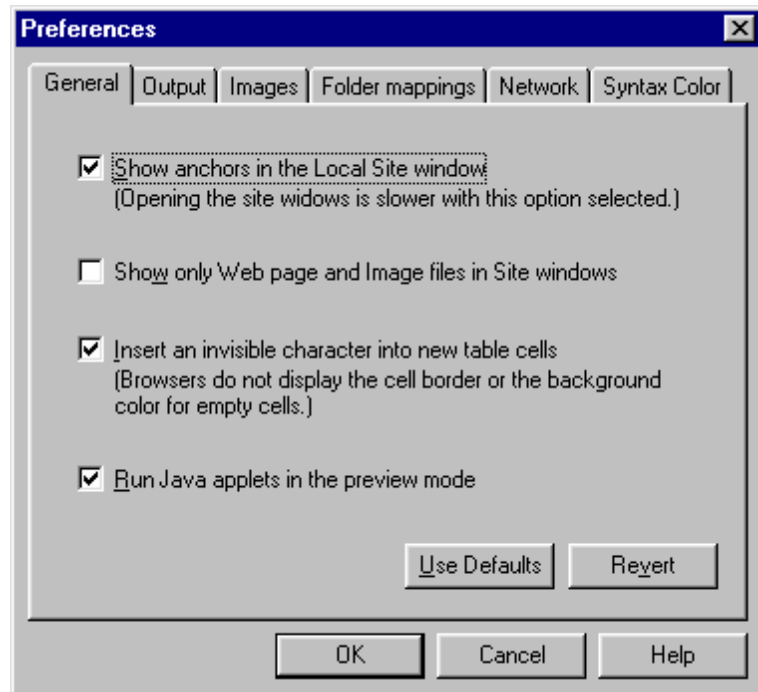 Preferences
General Output Images Folder mappings Network Syntax Color
Show anchors in the Local Site window
(Opening the site widows is slower with this option selected.)
Show only Web page and Image files in Site windows
Insert an invisible character into new table cells
(Browsers do not display the cell border or the background
color for empty cells.)
Run Java applets in the preview mode
Use Defaults Revert
OK Cancel Help